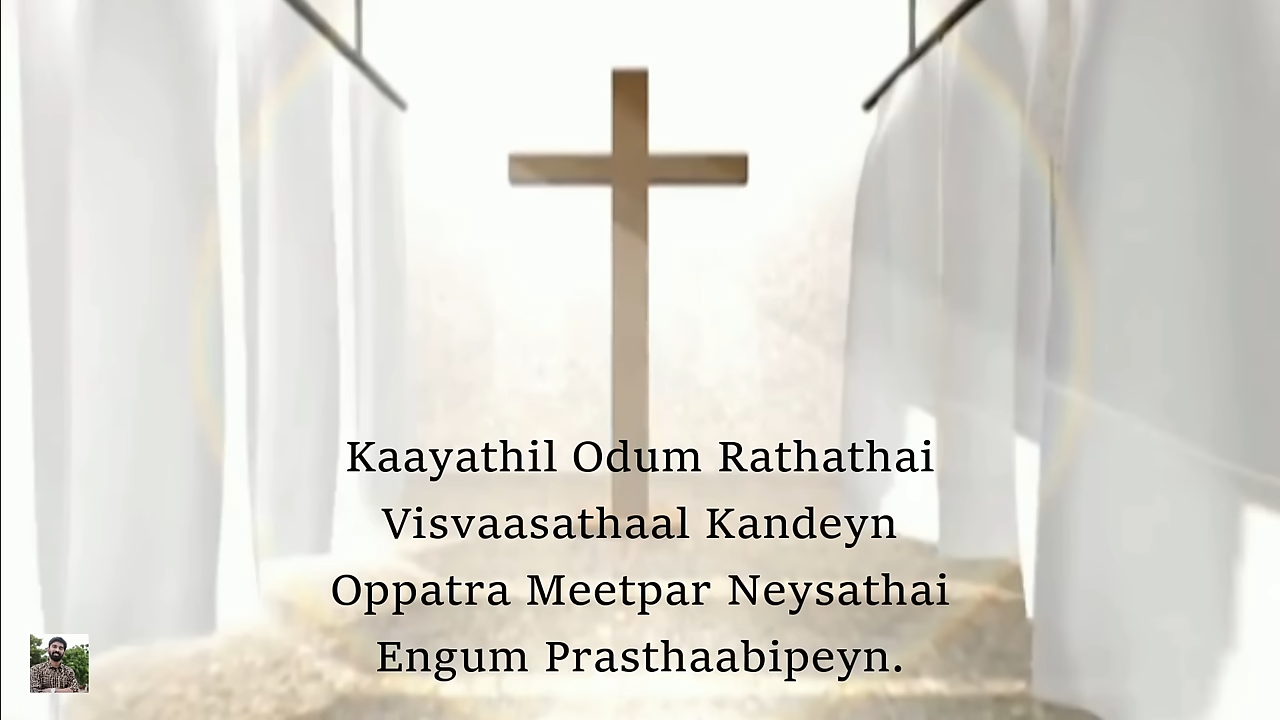 Kaayathil Odum Rathathai
Visvaasathaal Kandeyn
Oppatra Meetpar Neysathai
Engum Prasthaabipeyn.